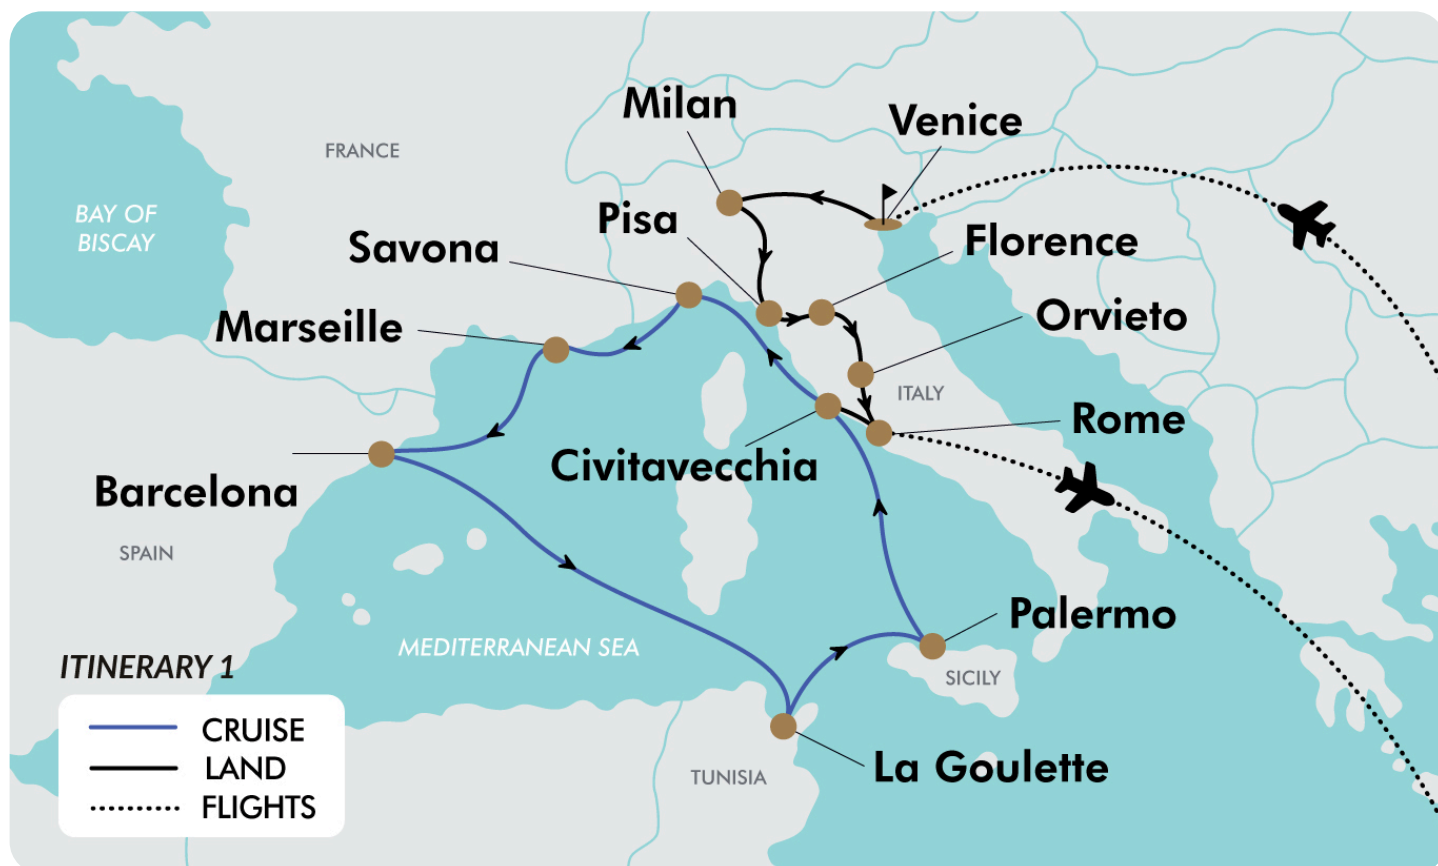 Milan
Venice
FRANCE
BAY OF
BISCAY
Pisa
Savona
Florence
Marseille
Orvieto
ITALY
Rome
Civitavecchia
Barcelona
SPAIN
Palermo
MEDITERRANEAN SEA
SICILY
ITINERARY 1
CRUISE
LAND
FLIGHTS
TUNISIA
La Goulette